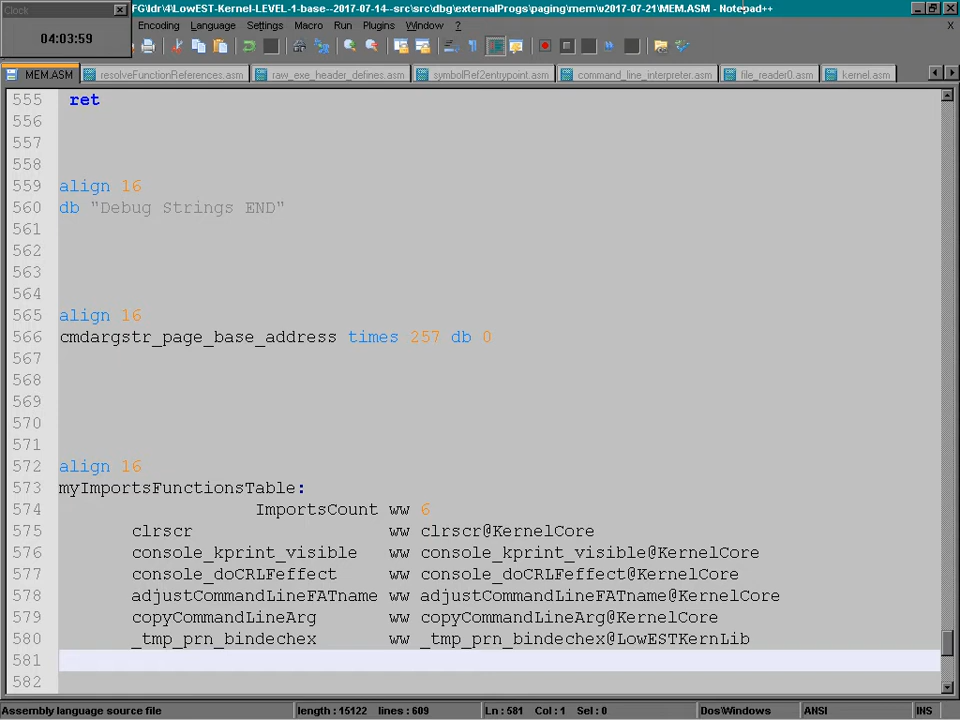 Clock
FG\ldr\4\LowEST-Kernel-LEVEL-1-base--2017-07-14--src\src\dbg\externalProgs\paging\mem\v2017-07-21\MEM.ASM - Notepad++
04:03:59
Encoding Language Settings Macro Run Plugins Window ? X
MEM.ASM resolveFunctionReferences.asm raw_exe_header_defines.asm symbolRef2entrypoint.asm command_line_interpreter.asm file_reader0.asm kernel.asm
555 ret
556
557
558
559 align 16
560 db "Debug Strings END"
561
562
563
564
565 align 16
566 cmdargstr_page_base_address times 257 db 0
567
568
569
570
571
572 align 16
573 myImportsFunctionsTable:
574 ImportsCount ww 6
575 clrscr ww clrscr@KernelCore
576 console_kprint_visible ww console_kprint_visible@KernelCore
577 console_doCRLFeffect ww console_doCRLFeffect@KernelCore
578 adjustCommandLineFATname ww adjustCommandLineFATname@KernelCore
579 copyCommandLineArg ww copyCommandLineArg@KernelCore
580 _tmp_prn_bindechex ww _tmp_prn_bindechex@LowESTKernLib
581
582
Assembly language source file length : 15122 lines : 609 Ln : 581 Col : 1 Sel : 0 Dos\Windows ANSI INS